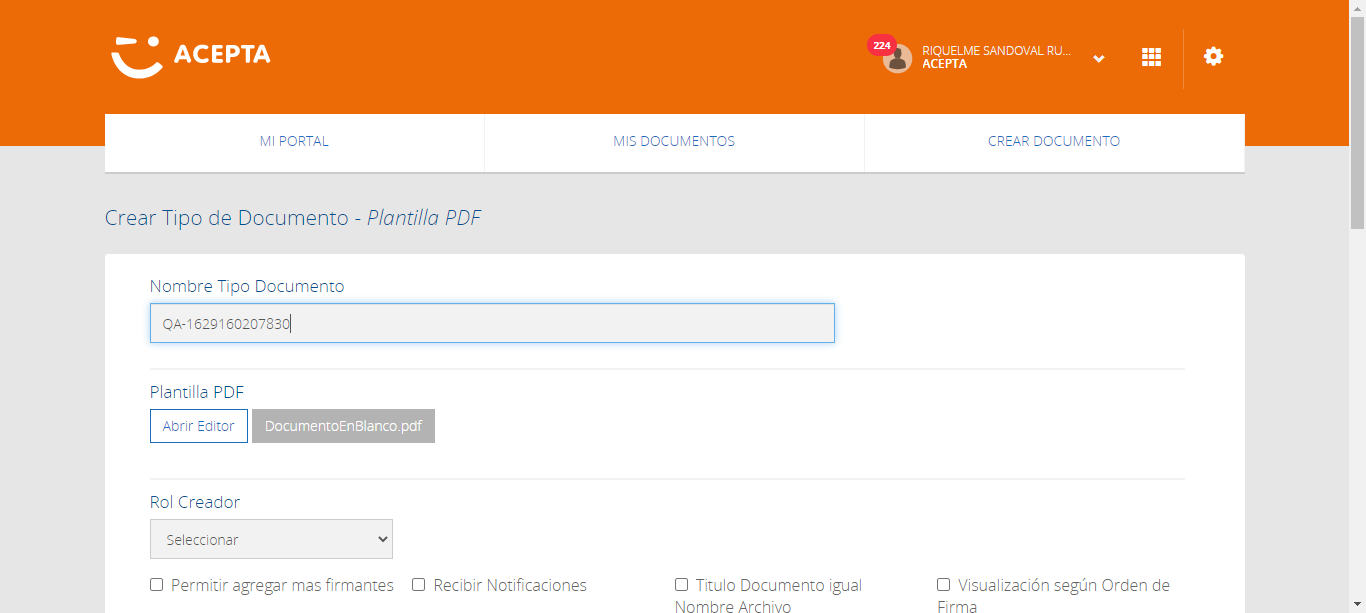 ACEPTA
224
RIQUELME SANDOVAL RU...
ACEPTA
MI PORTAL
MIS DOCUMENTOS
CREAR DOCUMENTO
Crear Tipo de Documento - Plantilla PDF
Nombre Tipo Documento
QA-1629160207830
Plantilla PDF
Abrir Editor
DocumentoEnBlanco.pdf
Rol Creador
Seleccionar
Permitir agregar mas firmantes
Recibir Notificaciones
Titulo Documento igual
Nombre Archivo
Visualización según Orden de
Firma